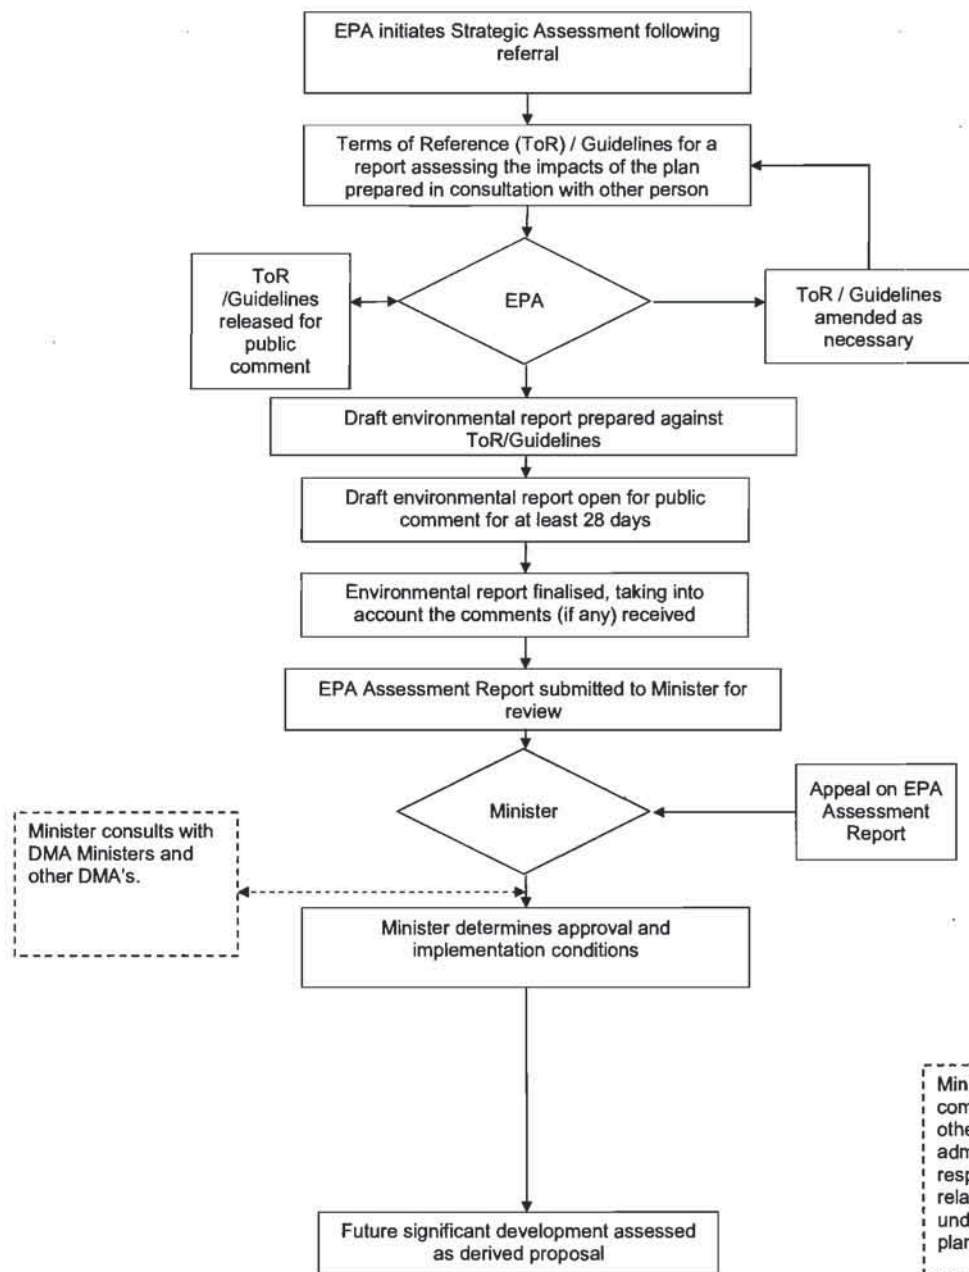 EPA initiates Strategic Assessment following
referral
Terms of Reference (ToR) / Guidelines for a
report assessing the impacts of the plan
prepared in consultation with other person
ToR
/Guidelines
released for
public
comment
EPA
ToR / Guidelines
amended as
necessary
Draft environmental report prepared against
ToR/Guidelines
Draft environmental report open for public
comment for at least 28 days
Environmental report finalised, taking into
account the comments (if any) received
EPA Assessment Report submitted to Minister for
review
Minister
Appeal on EPA
Assessment
Report
Minister consults with
DMA Ministers and
other DMA's.
Minister determines approval and
implementation conditions
Future significant development assessed
as derived proposal